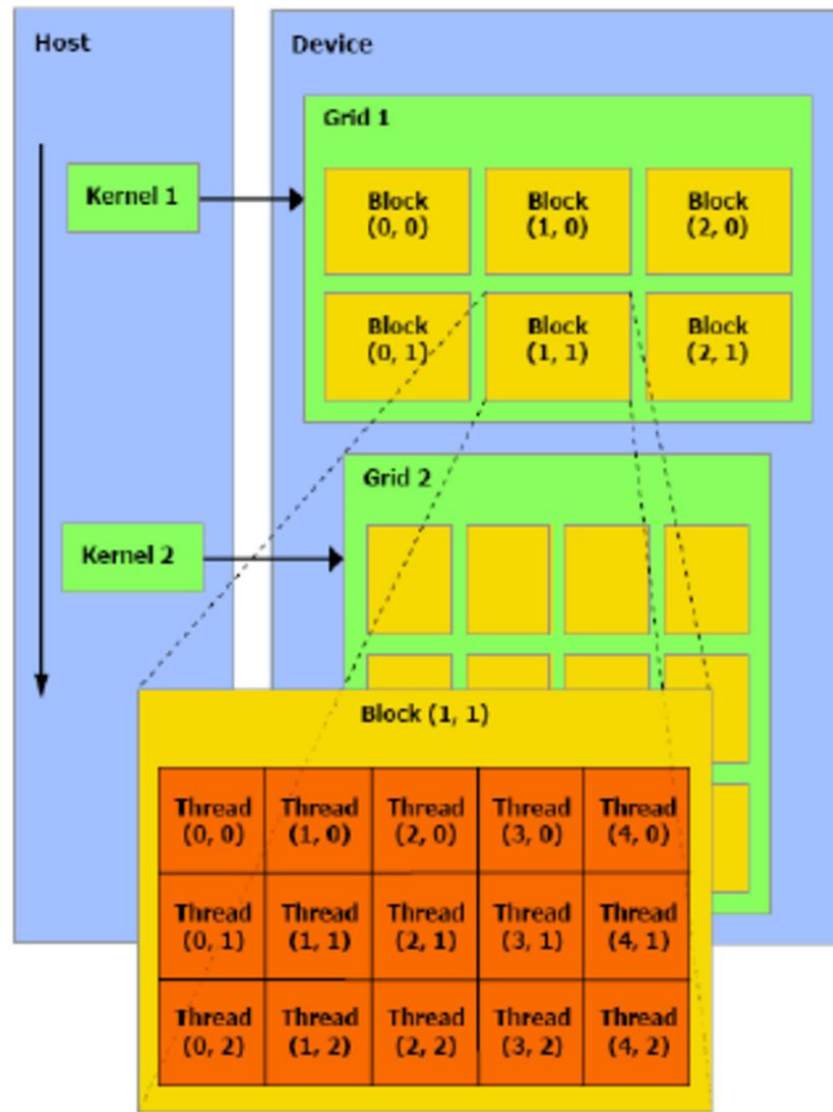 Host
Device
Grid 1
Kernel 1
Block
(0, 0)
Block
(1, 0)
Block
(2, 0)
Block
(0, 1)
Block
(1, 1)
Block
(2, 1)
Grid 2
Kernel 2
Block (1, 1)
Thread
(0, 0)
Thread
(1, 0)
Thread
(2, 0)
Thread
(3, 0)
Thread
(4, 0)
Thread
(0, 1)
Thread
(1, 1)
Thread
(2, 1)
Thread
(3, 1)
Thread
(4, 1)
Thread
(0, 2)
Thread
(1, 2)
Thread
(2, 2)
Thread
(3, 2)
Thread
(4, 2)